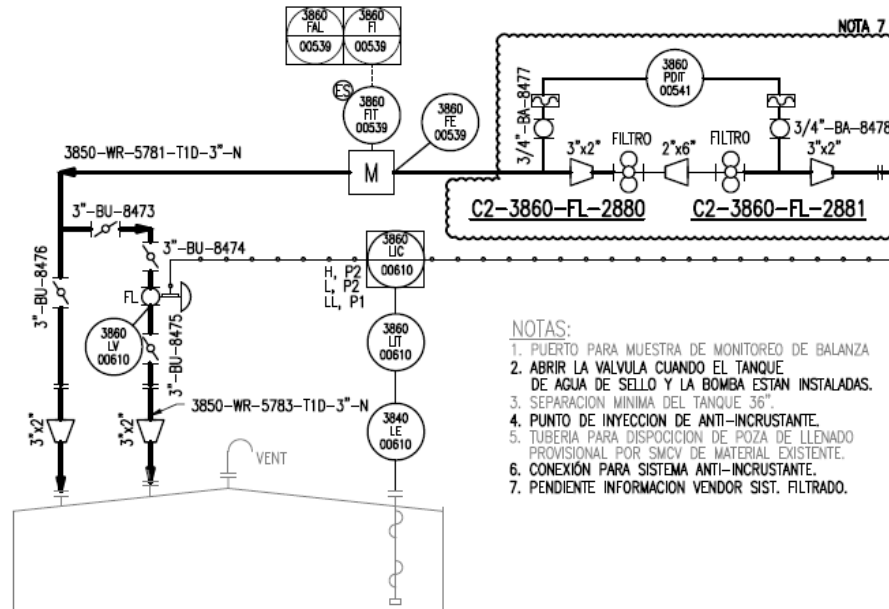 3860
FAL
00539
3860
FI
00539
NOTA 7
ES
3860
FIT
00539
3860
FE
00539
3/4"-BA-8477
3860
PDIT
00541
3/4"-BA-8478
3850-WR-5781-T1D-3"-N
M
3"x2"
FILTRO
2"x6"
FILTRO
3"x2"
C2-3860-FL-2880
C2-3860-FL-2881
3"-BU-8473
3"-BU-8474
3"-BU-8476
FL
3860
LV
00610
3"-BU-8475
H, P2
L, P2
LL, P1
3860
LIC
00610
3860
LIT
00610
3840
LE
00610
3850-WR-5783-T1D-3"-N
3"x2"
3"x2"
VENT
NOTAS:
1. PUERTO PARA MUESTRA DE MONITOREO DE BALANZA
2. ABRIR LA VALVULA CUANDO EL TANQUE
DE AGUA DE SELLO Y LA BOMBA ESTAN INSTALADAS.
3. SEPARACION MINIMA DEL TANQUE 36".
4. PUNTO DE INYECCION DE ANTI-INCRUSTANTE.
5. TUBERIA PARA DISPOCICION DE POZA DE LLENADO
PROVISIONAL POR SMCV DE MATERIAL EXISTENTE.
6. CONEXIÓN PARA SISTEMA ANTI-INCRUSTANTE.
7. PENDIENTE INFORMACION VENDOR SIST. FILTRADO.